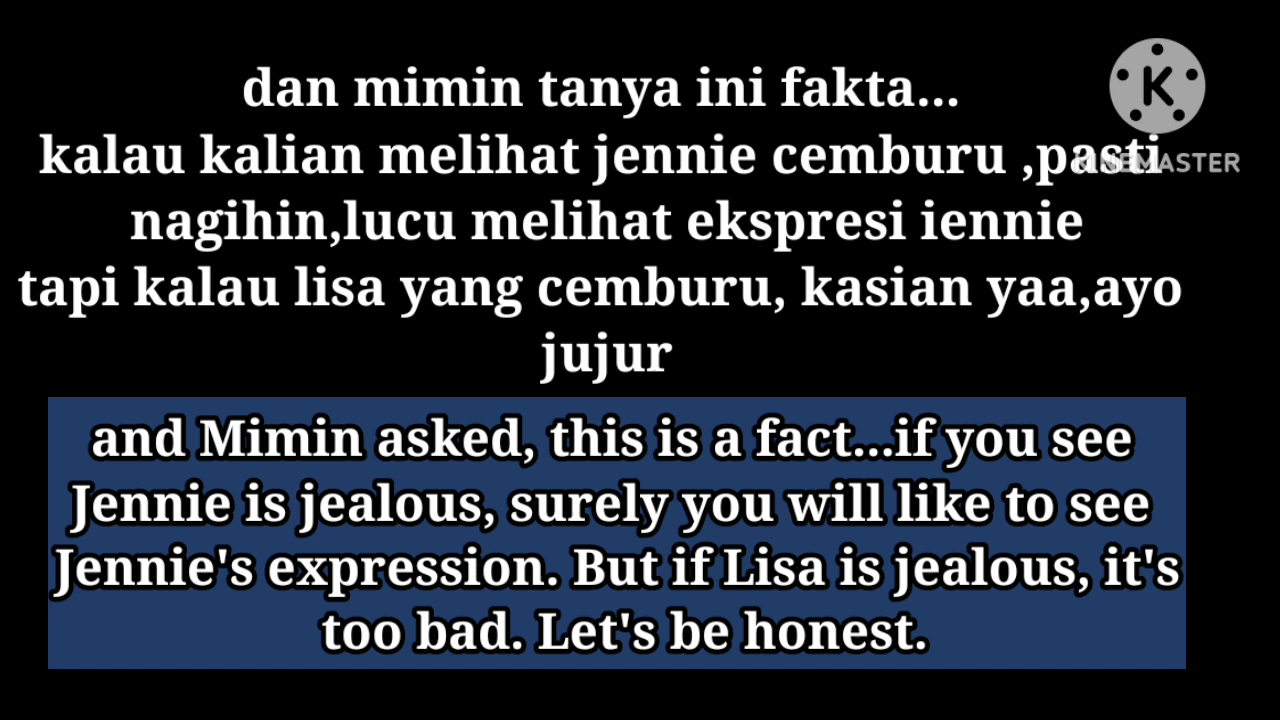 dan mimin tanya ini fakta...
kalau kalian melihat jennie cemburu ,pasti
KINEMASTER
nagihin,lucu melihat ekspresi iennie
tapi kalau lisa yang cemburu, kasian yaa,ayo
jujur
and Mimin asked, this is a fact...if you see
Jennie is jealous, surely you will like to see
Jennie's expression. But if Lisa is jealous, it's
too bad. Let's be honest.